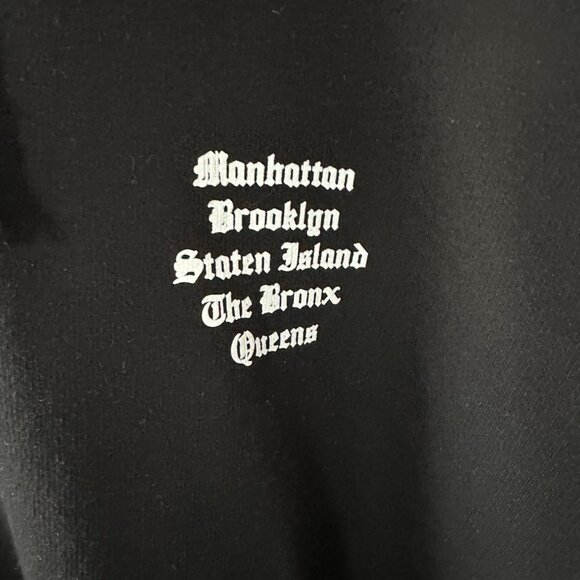 Manhattan
Brooklyn
Staten Island
The Bronx
Queens